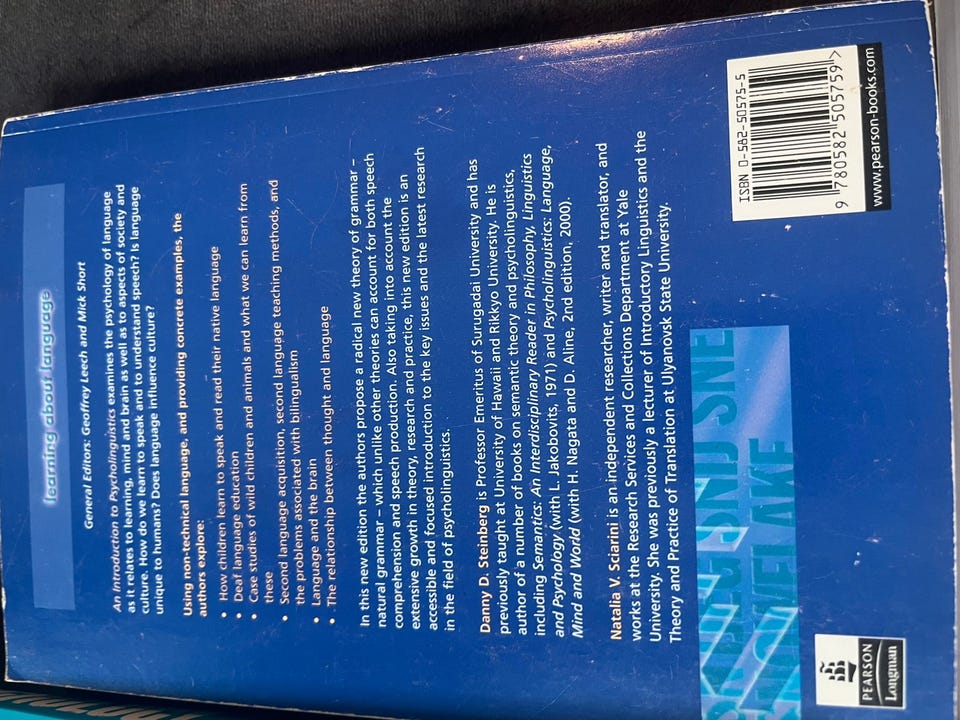 learning about language
General Editors: Geoffrey Leech and Mick Short
An Introduction to Psycholinguistics examines the psychology of language
as it relates to learning, mind and brain as well as to aspects of society and
culture. How do we learn to speak and to understand speech? Is language
unique to humans? Does language influence culture?
Using non-technical language, and providing concrete examples, the
authors explore:
• How children learn to speak and read their native language
• Deaf language education
• Case studies of wild children and animals and what we can learn from
these
• Second language acquisition, second language teaching methods, and
the problems associated with bilingualism
• Language and the brain
• The relationship between thought and language
In this new edition the authors propose a radical new theory of grammar –
natural grammar – which unlike other theories can account for both speech
comprehension and speech production. Also taking into account the
extensive growth in theory, research and practice, this new edition is an
accessible and focused introduction to the key issues and the latest research
in the field of psycholinguistics.
Danny D. Steinberg is Professor Emeritus of Surugadai University and has
previously taught at University of Hawaii and Rikkyo University. He is
author of a number of books on semantic theory and psycholinguistics,
including Semantics: An Interdisciplinary Reader in Philosophy, Linguistics
and Psychology (with L. Jakobovits, 1971) and Psycholinguistics: Language,
Mind and World (with H. Nagata and D. Aline, 2nd edition, 2000).
Natalia V. Sciarini is an independent researcher, writer and translator, and
works at the Research Services and Collections Department at Yale
University. She was previously a lecturer of Introductory Linguistics and the
Theory and Practice of Translation at Ulyanovsk State University.
PEARSON
Longman
ISBN 0-582-50575-5
9 780582 505759 >
www.pearson-books.com